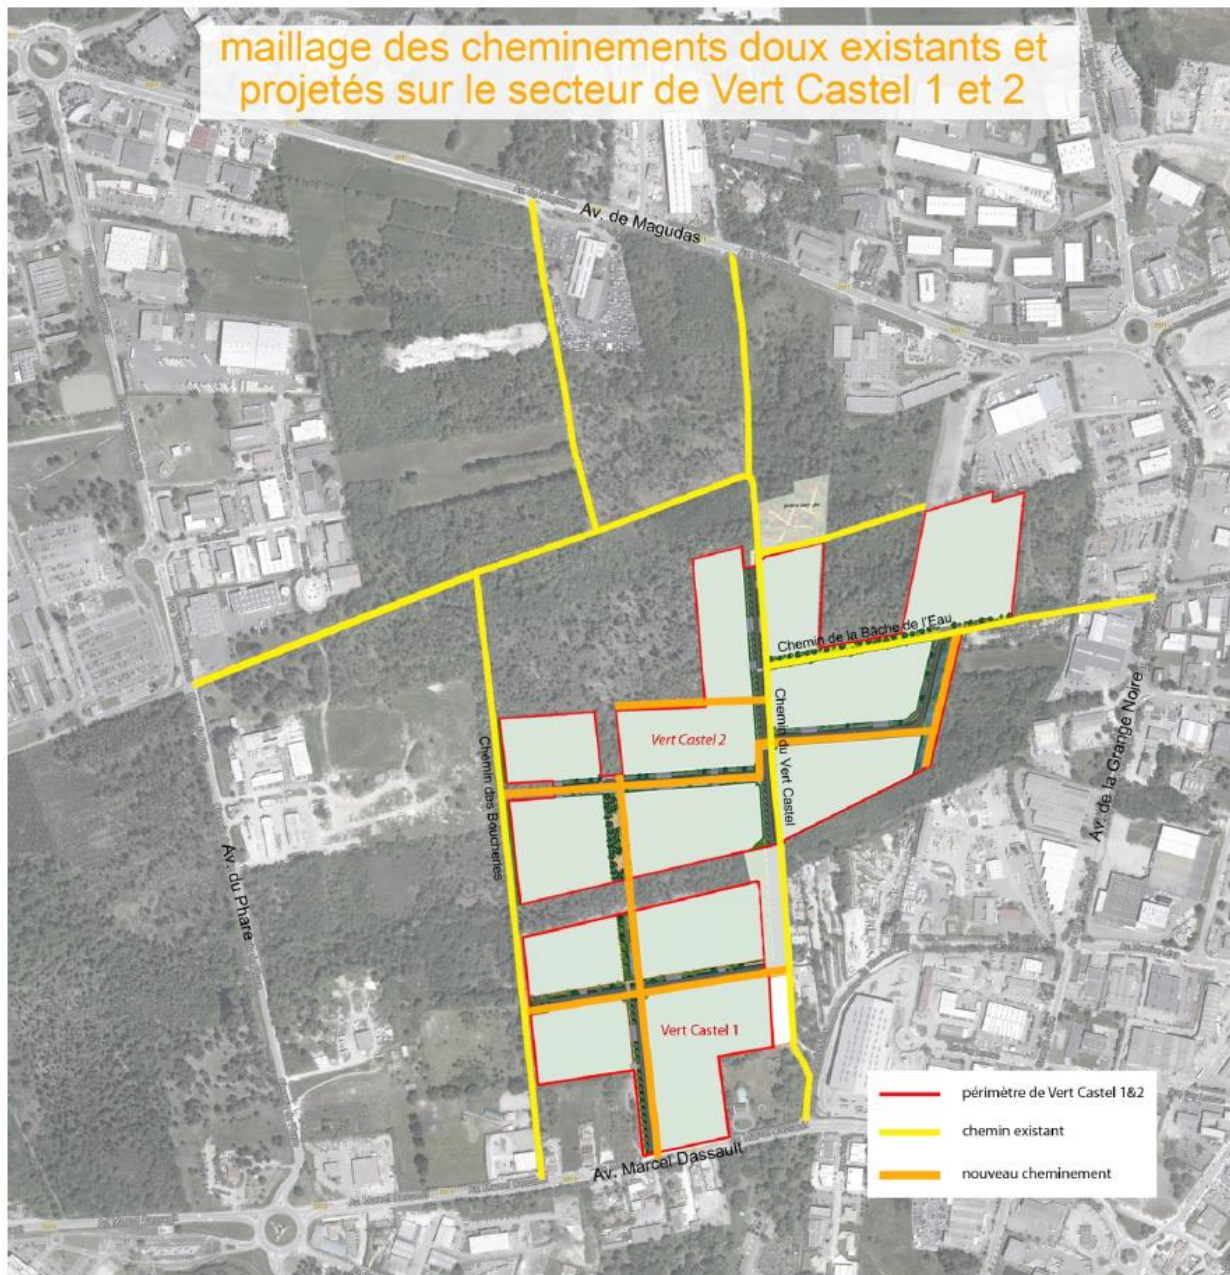 maillage des cheminements doux existants et
projetés sur le secteur de Vert Castel 1 et 2
Av. de Magudas
Chemin de la Bâche de l'Eau
Vert Castel 2
Chemin du Vert Castel
Chemin des Boucheries
Av. de la Grange Noire
Av. du Phare
Vert Castel 1
Av. Marcel Dassault
périmètre de Vert Castel 1&2
chemin existant
nouveau cheminement